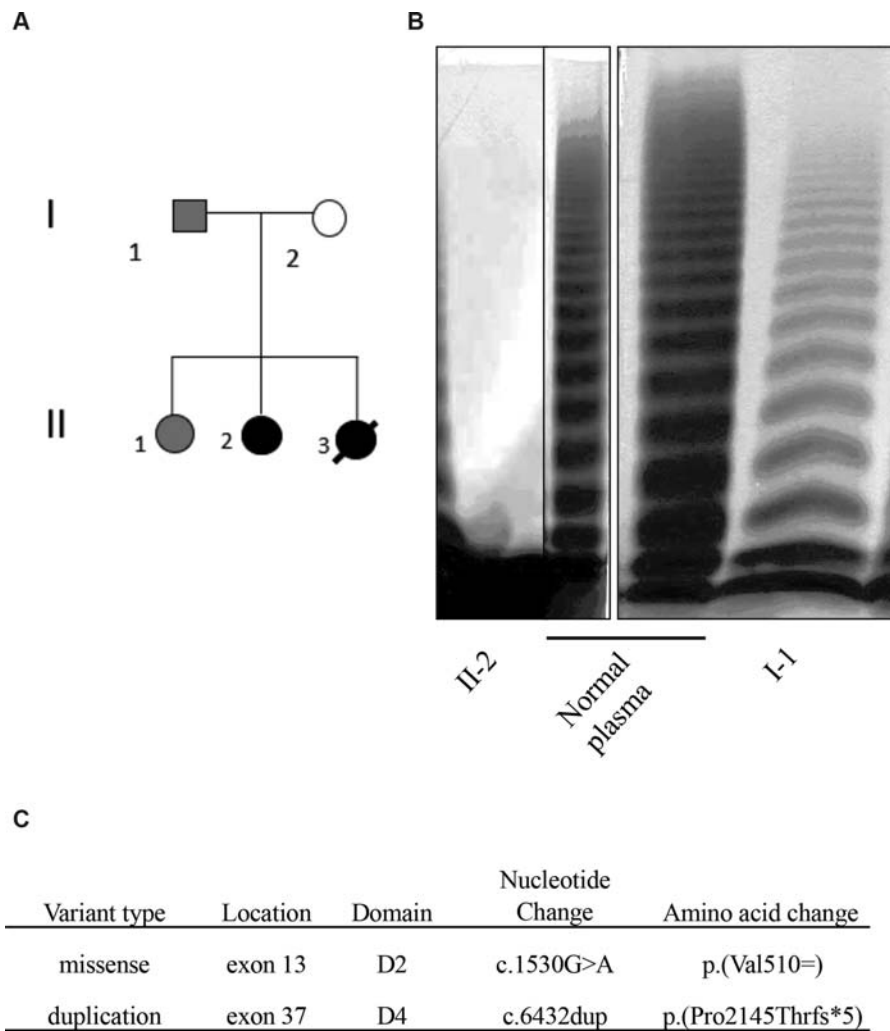 A
B
I
1
2
II
1
2
3
II-2
Normal
plasma
I-1
C
Variant type Location Domain Nucleotide Change Amino acid change
missense exon 13 D2 c.1530G>A p.(Val510=)
duplication exon 37 D4 c.6432dup p.(Pro2145Thrfs*5)